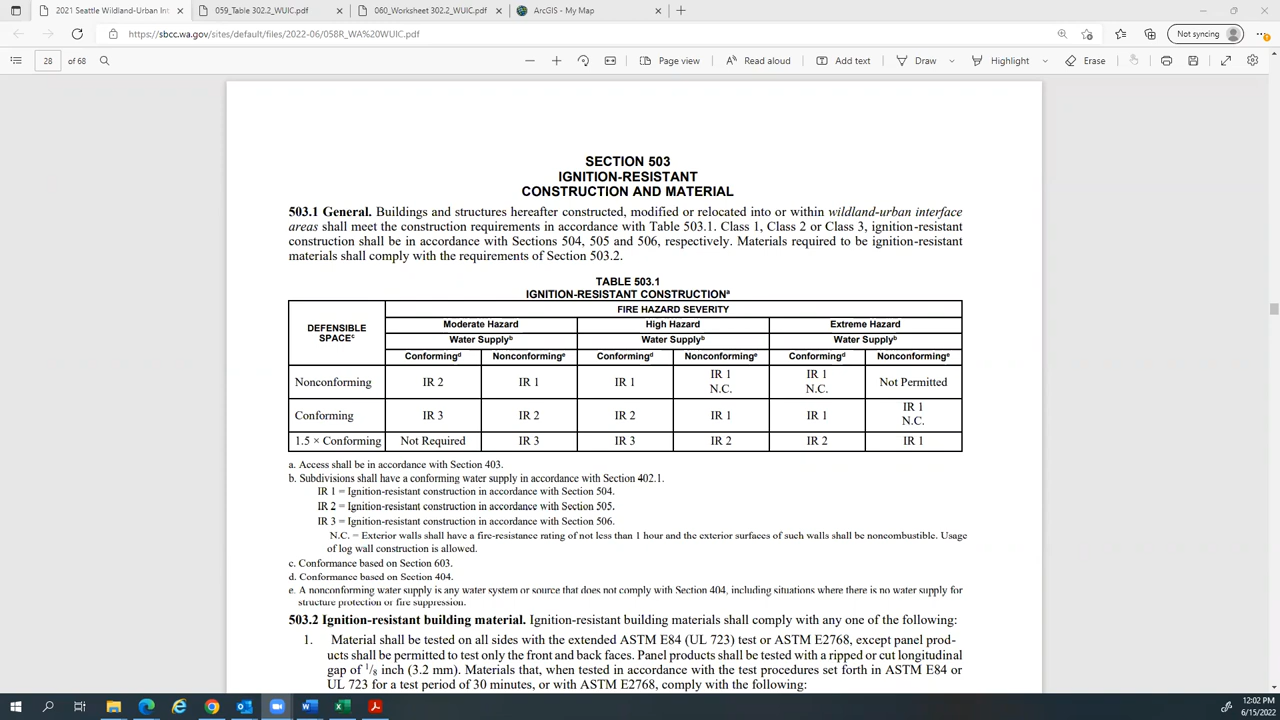 2021 Seattle Wildland-Urban Int
059_Table 302.2_WUIC.pdf
060_Worksheet 302.2_WUIC.pdf
ArcGIS - My Map
https://sbcc.wa.gov/sites/default/files/2022-06/058R_WA%20WUIC.pdf
Not syncing
28 of 68
Page view
Read aloud
Add text
Draw
Highlight
Erase
SECTION 503
IGNITION-RESISTANT
CONSTRUCTION AND MATERIAL
503.1 General. Buildings and structures hereafter constructed, modified or relocated into or within wildland-urban interface
areas shall meet the construction requirements in accordance with Table 503.1. Class 1, Class 2 or Class 3, ignition-resistant
construction shall be in accordance with Sections 504, 505 and 506, respectively. Materials required to be ignition-resistant
materials shall comply with the requirements of Section 503.2.
TABLE 503.1
IGNITION-RESISTANT CONSTRUCTIONa
DEFENSIBLE
SPACEc
FIRE HAZARD SEVERITY
Moderate Hazard High Hazard Extreme Hazard
Water Supplyb Water Supplyb Water Supplyb
Conformingd Nonconforminge Conformingd Nonconforminge Conformingd Nonconforminge
Nonconforming IR 2 IR 1 IR 1 IR 1 N.C. IR 1 N.C. Not Permitted
Conforming IR 3 IR 2 IR 2 IR 1 IR 1 IR 1 N.C.
1.5 × Conforming Not Required IR 3 IR 3 IR 2 IR 2 IR 1
a. Access shall be in accordance with Section 403.
b. Subdivisions shall have a conforming water supply in accordance with Section 402.1.
IR 1 = Ignition-resistant construction in accordance with Section 504.
IR 2 = Ignition-resistant construction in accordance with Section 505.
IR 3 = Ignition-resistant construction in accordance with Section 506.
N.C. = Exterior walls shall have a fire-resistance rating of not less than 1 hour and the exterior surfaces of such walls shall be noncombustible. Usage
of log wall construction is allowed.
c. Conformance based on Section 603.
d. Conformance based on Section 404.
e. A nonconforming water supply is any water system or source that does not comply with Section 404, including situations where there is no water supply for
structure protection or fire suppression.
503.2 Ignition-resistant building material. Ignition-resistant building materials shall comply with any one of the following:
1. Material shall be tested on all sides with the extended ASTM E84 (UL 723) test or ASTM E2768, except panel prod-
ucts shall be permitted to test only the front and back faces. Panel products shall be tested with a ripped or cut longitudinal
gap of 1/8 inch (3.2 mm). Materials that, when tested in accordance with the test procedures set forth in ASTM E84 or
UL 723 for a test period of 30 minutes, or with ASTM E2768, comply with the following:
12:02 PM
6/15/2022